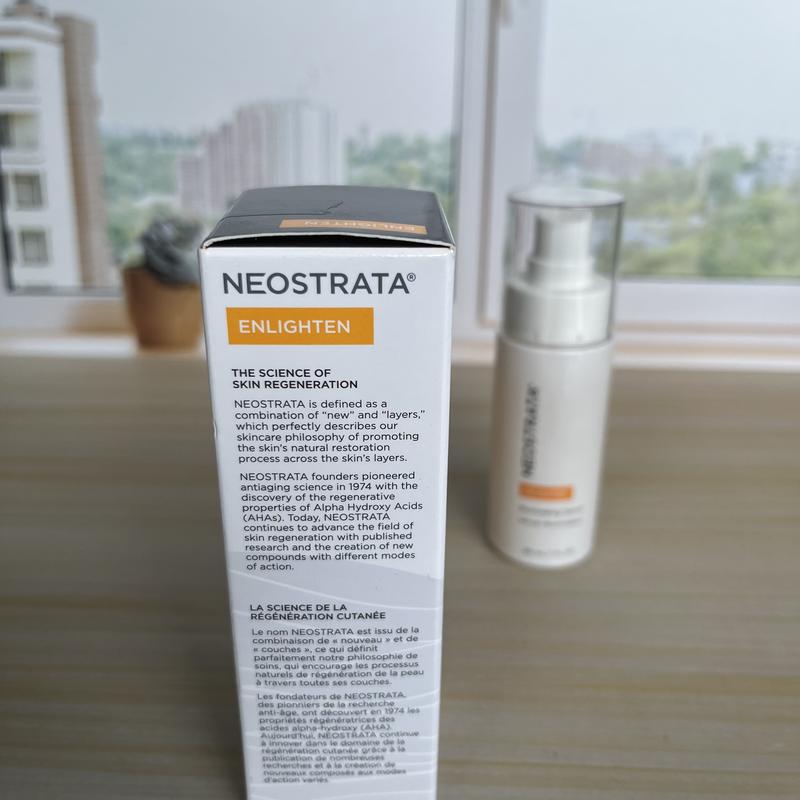 ENLIGHTEN
NEOSTRATA®
ENLIGHTEN
THE SCIENCE OF
SKIN REGENERATION
NEOSTRATA is defined as a
combination of “new” and “layers,”
which perfectly describes our
skincare philosophy of promoting
the skin’s natural restoration
process across the skin’s layers.
NEOSTRATA founders pioneered
antiaging science in 1974 with the
discovery of the regenerative
properties of Alpha Hydroxy Acids
(AHAs). Today, NEOSTRATA
continues to advance the field of
skin regeneration with published
research and the creation of new
compounds with different modes
of action.
LA SCIENCE DE LA
RÉGÉNÉRATION CUTANÉE
Le nom NEOSTRATA est issu de la
combinaison de « nouveau » et de
« couches », ce qui définit
parfaitement notre philosophie de
soins, qui encourage les processus
naturels de régénération de la peau
à travers toutes ses couches.
Les fondateurs de NEOSTRATA,
des pionniers de la recherche
anti-âge, ont découvert en 1974 les
propriétés régénératrices des
acides alpha-hydroxy (AHA).
Aujourd’hui, NEOSTRATA continue
à innover dans le domaine de la
régénération cutanée grâce à la
publication de nombreuses
recherches et à la création de
nouveaux composés aux modes
d’action variés.
NEOSTRATA